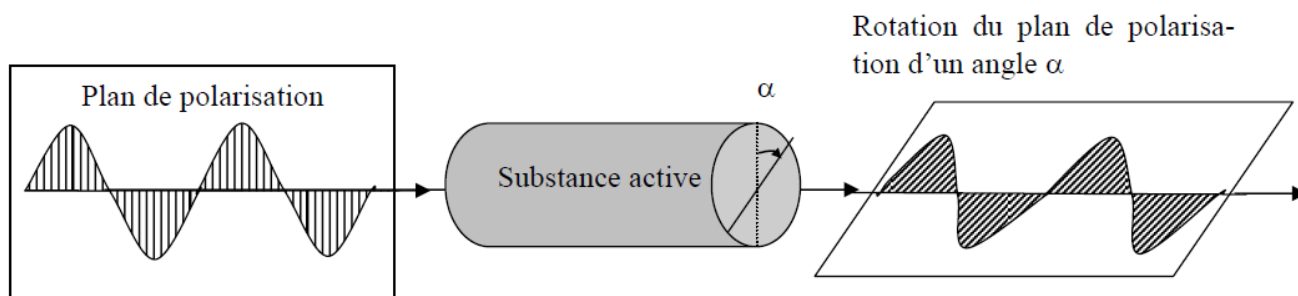 Rotation du plan de polarisa-
tion d’un angle α
Plan de polarisation
α
Substance active